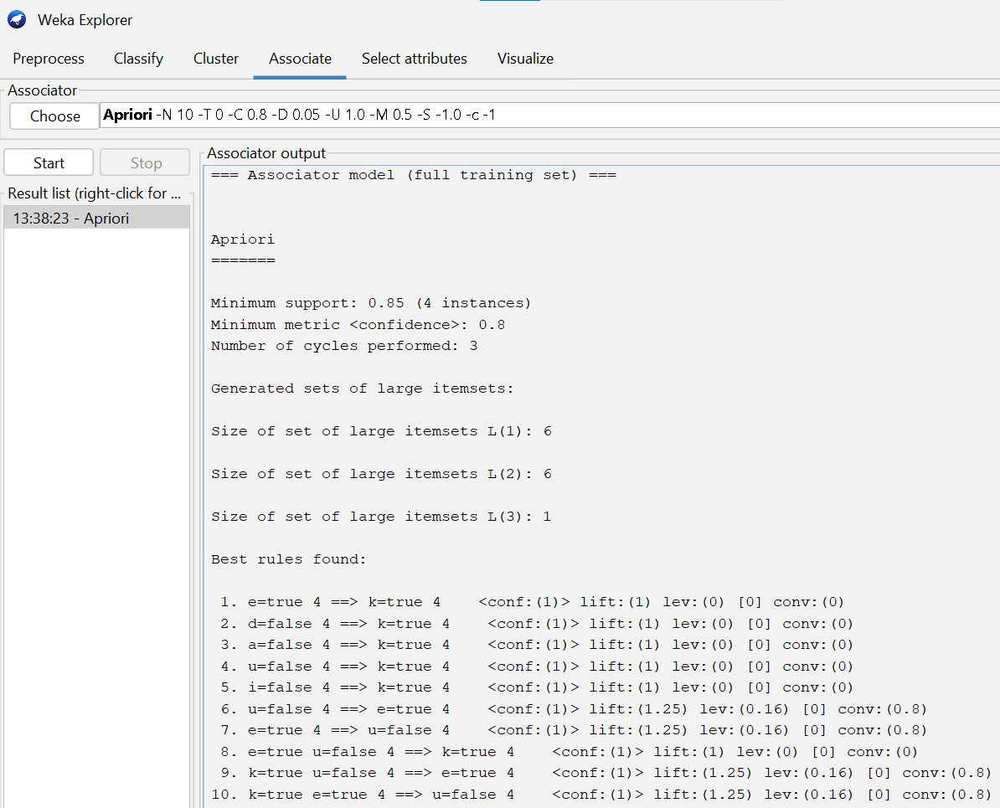 Weka Explorer
Preprocess Classify Cluster Associate Select attributes Visualize
Associator
Choose Apriori -N 10 -T 0 -C 0.8 -D 0.05 -U 1.0 -M 0.5 -S -1.0 -c -1
Start Stop
Result list (right-click for ...
13:38:23 - Apriori
Associator output
=== Associator model (full training set) ===
Apriori
=======
Minimum support: 0.85 (4 instances)
Minimum metric <confidence>: 0.8
Number of cycles performed: 3
Generated sets of large itemsets:
Size of set of large itemsets L(1): 6
Size of set of large itemsets L(2): 6
Size of set of large itemsets L(3): 1
Best rules found:
1. e=true 4 ==> k=true 4 <conf:(1)> lift:(1) lev:(0) [0] conv:(0)
2. d=false 4 ==> k=true 4 <conf:(1)> lift:(1) lev:(0) [0] conv:(0)
3. a=false 4 ==> k=true 4 <conf:(1)> lift:(1) lev:(0) [0] conv:(0)
4. u=false 4 ==> k=true 4 <conf:(1)> lift:(1) lev:(0) [0] conv:(0)
5. i=false 4 ==> k=true 4 <conf:(1)> lift:(1) lev:(0) [0] conv:(0)
6. u=false 4 ==> e=true 4 <conf:(1)> lift:(1.25) lev:(0.16) [0] conv:(0.8)
7. e=true 4 ==> u=false 4 <conf:(1)> lift:(1.25) lev:(0.16) [0] conv:(0.8)
8. e=true u=false 4 ==> k=true 4 <conf:(1)> lift:(1) lev:(0) [0] conv:(0)
9. k=true u=false 4 ==> e=true 4 <conf:(1)> lift:(1.25) lev:(0.16) [0] conv:(0.8)
10. k=true e=true 4 ==> u=false 4 <conf:(1)> lift:(1.25) lev:(0.16) [0] conv:(0.8)